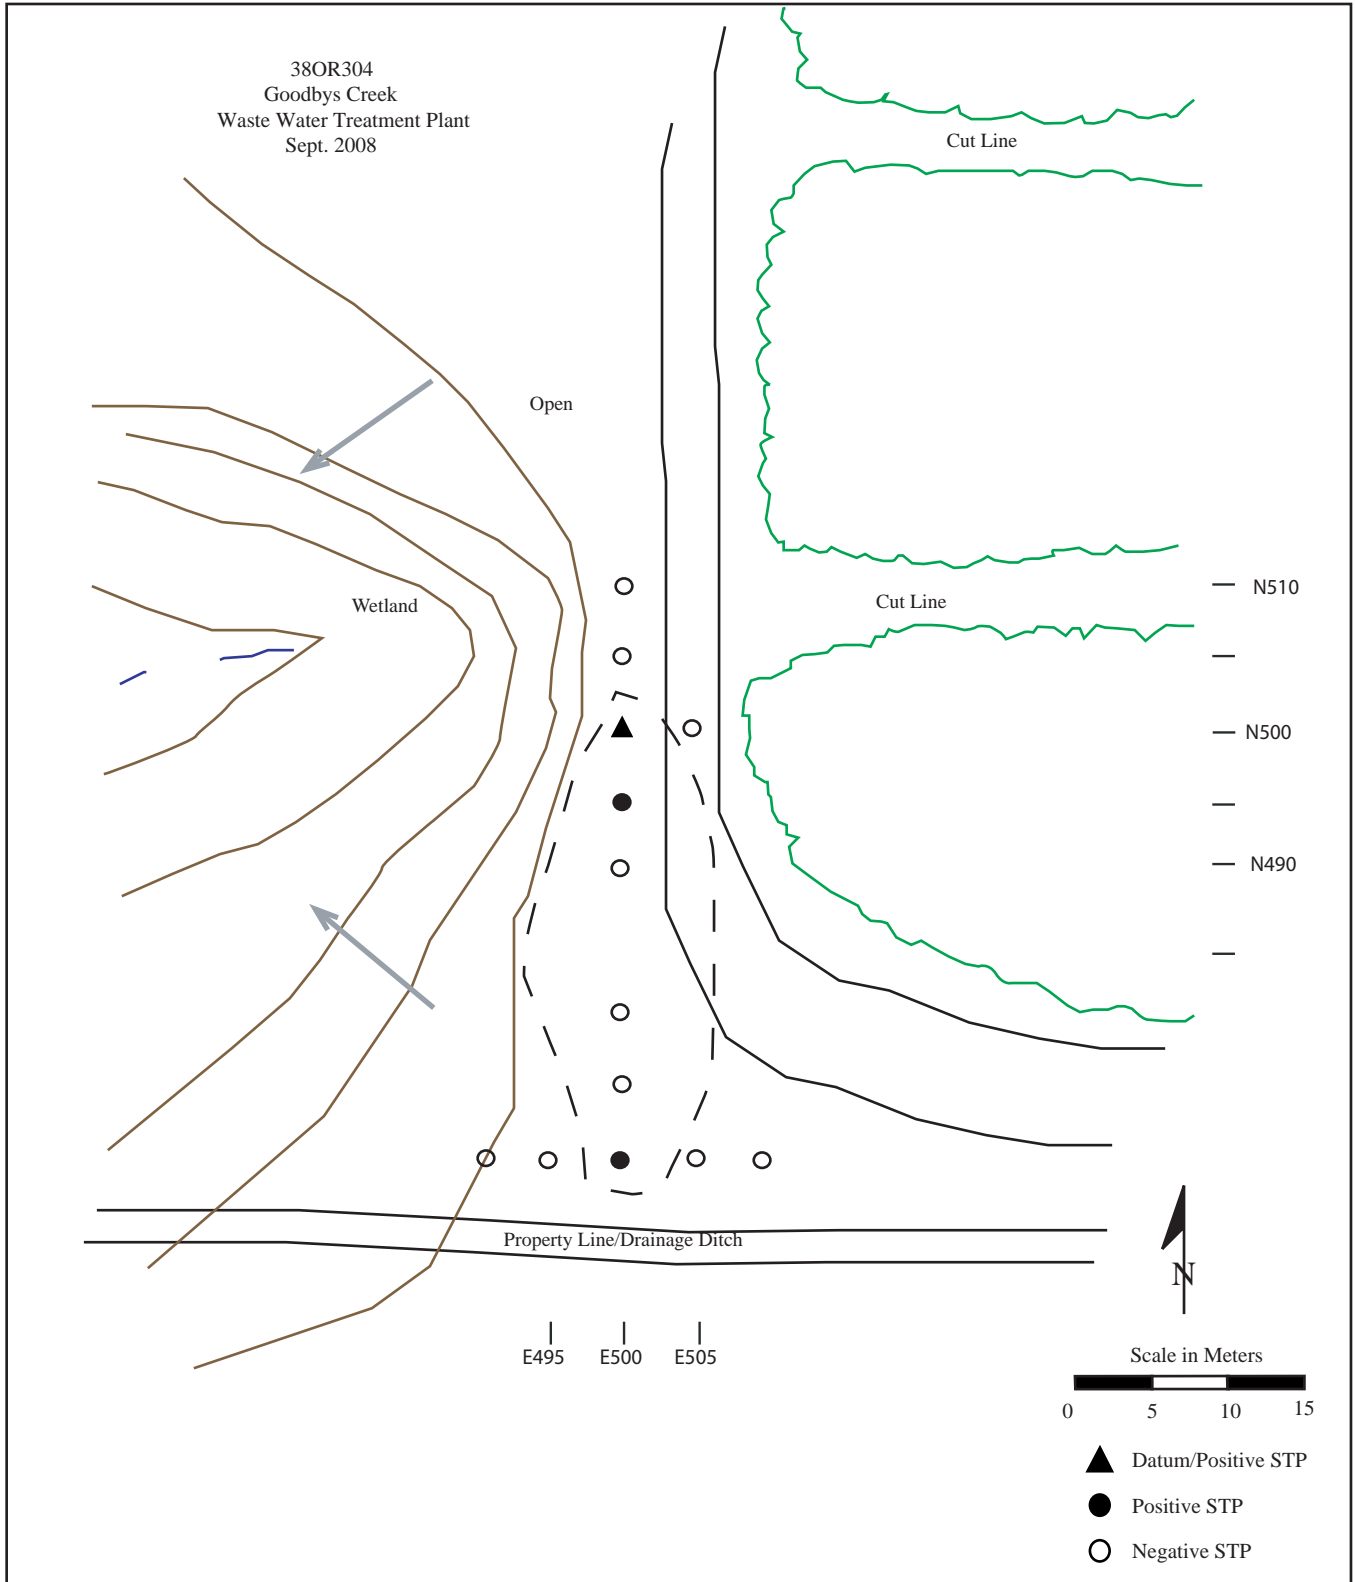 38OR304
Goodbys Creek
Waste Water Treatment Plant
Sept. 2008
Cut Line
Open
Wetland
Cut Line
N510
N500
N490
Property Line/Drainage Ditch
N
E495 E500 E505
Scale in Meters
0 5 10 15
Datum/Positive STP
Positive STP
Negative STP